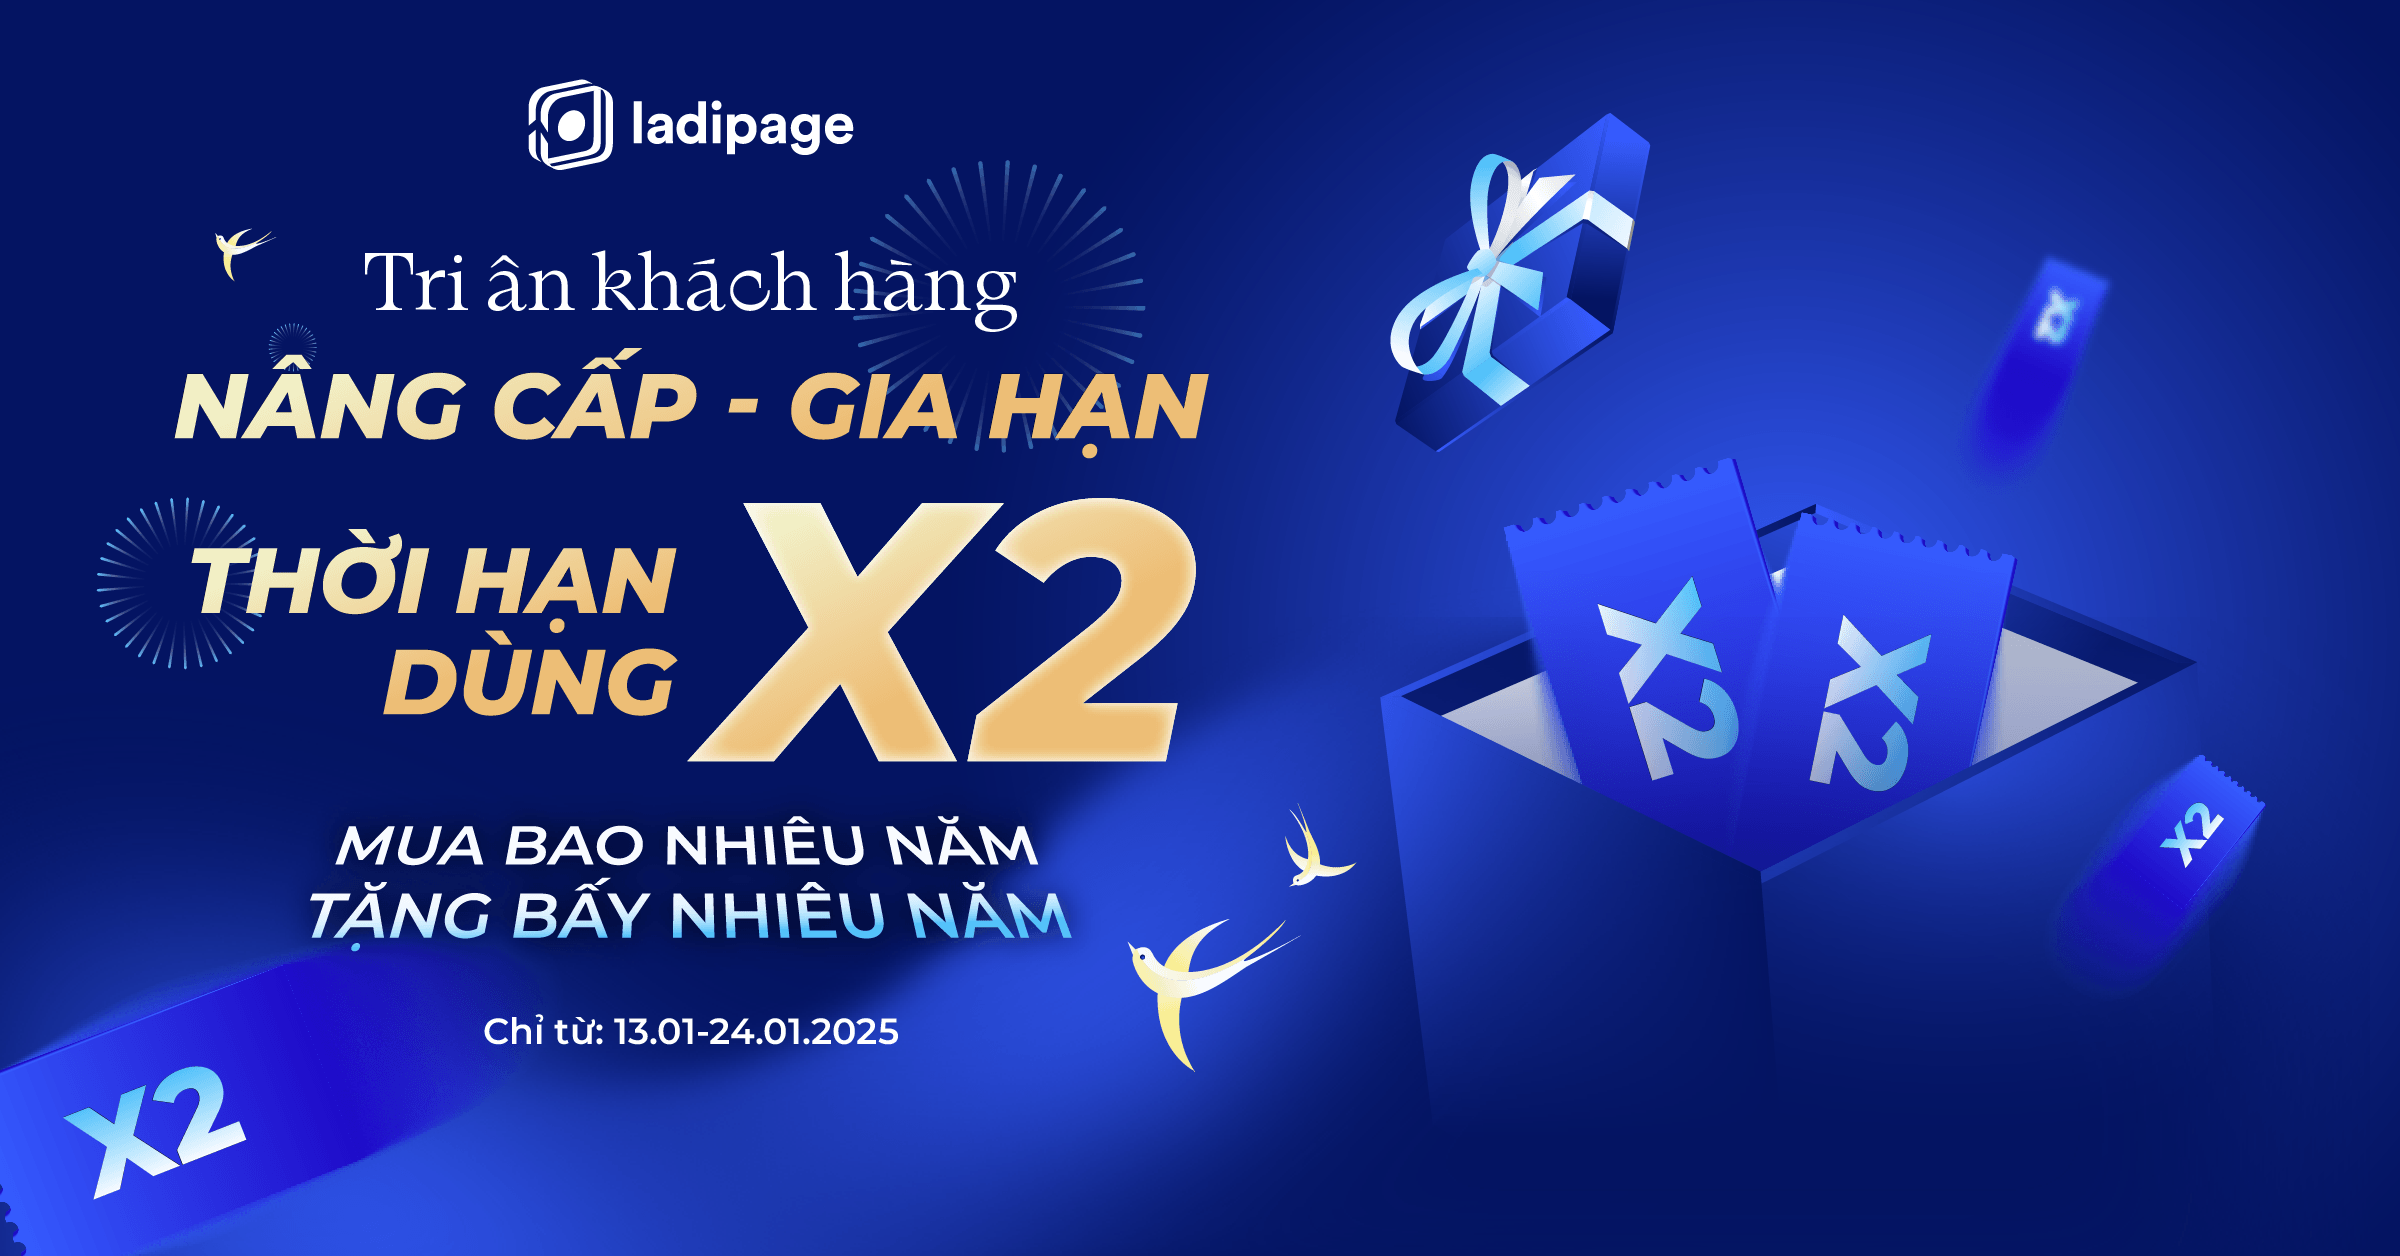 ladipage
Tri ân khách hàng
NÂNG CẤP - GIA HẠN
THỜI HẠN
DÙNG
X2
MUA BAO NHIÊU NĂM
TẶNG BẤY NHIÊU NĂM
Chỉ từ: 13.01-24.01.2025
X2
X2
X2
X2